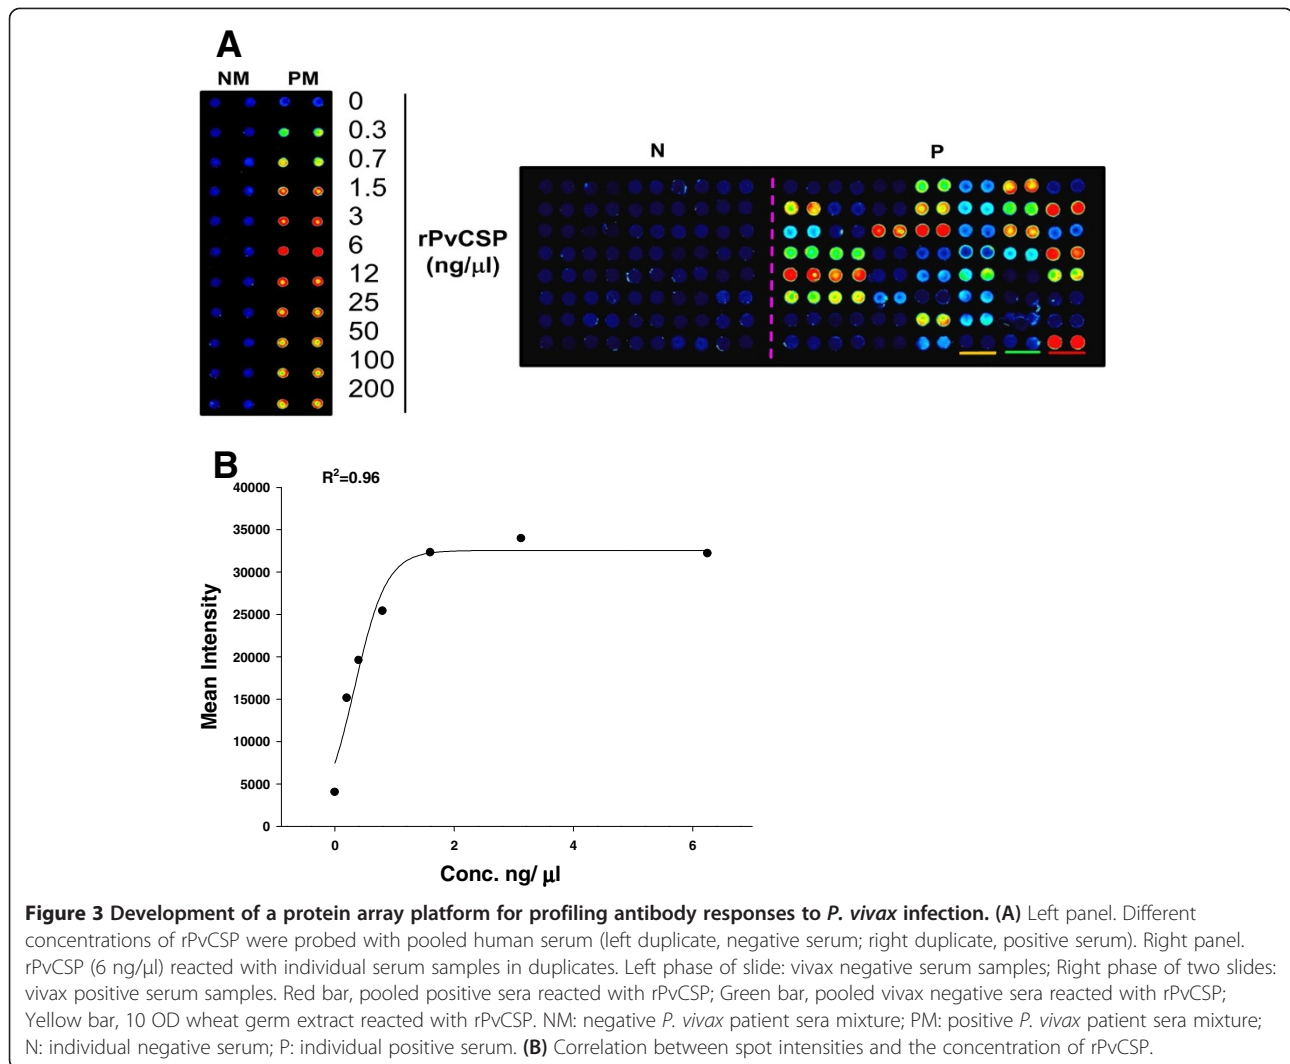 A
NM PM
0
0.3
0.7
1.5
3
6
12
25
50
100
200
rPvCSP
(ng/µl)
N P
B
R²=0.96
40000
35000
30000
25000
20000
15000
10000
5000
0
Mean Intensity
0 2 4 6
Conc. ng/ µl
Figure 3 Development of a protein array platform for profiling antibody responses to P. vivax infection. (A) Left panel. Different
concentrations of rPvCSP were probed with pooled human serum (left duplicate, negative serum; right duplicate, positive serum). Right panel.
rPvCSP (6 ng/µl) reacted with individual serum samples in duplicates. Left phase of slide: vivax negative serum samples; Right phase of two slides:
vivax positive serum samples. Red bar, pooled positive sera reacted with rPvCSP; Green bar, pooled vivax negative sera reacted with rPvCSP;
Yellow bar, 10 OD wheat germ extract reacted with rPvCSP. NM: negative P. vivax patient sera mixture; PM: positive P. vivax patient sera mixture;
N: individual negative serum; P: individual positive serum. (B) Correlation between spot intensities and the concentration of rPvCSP.